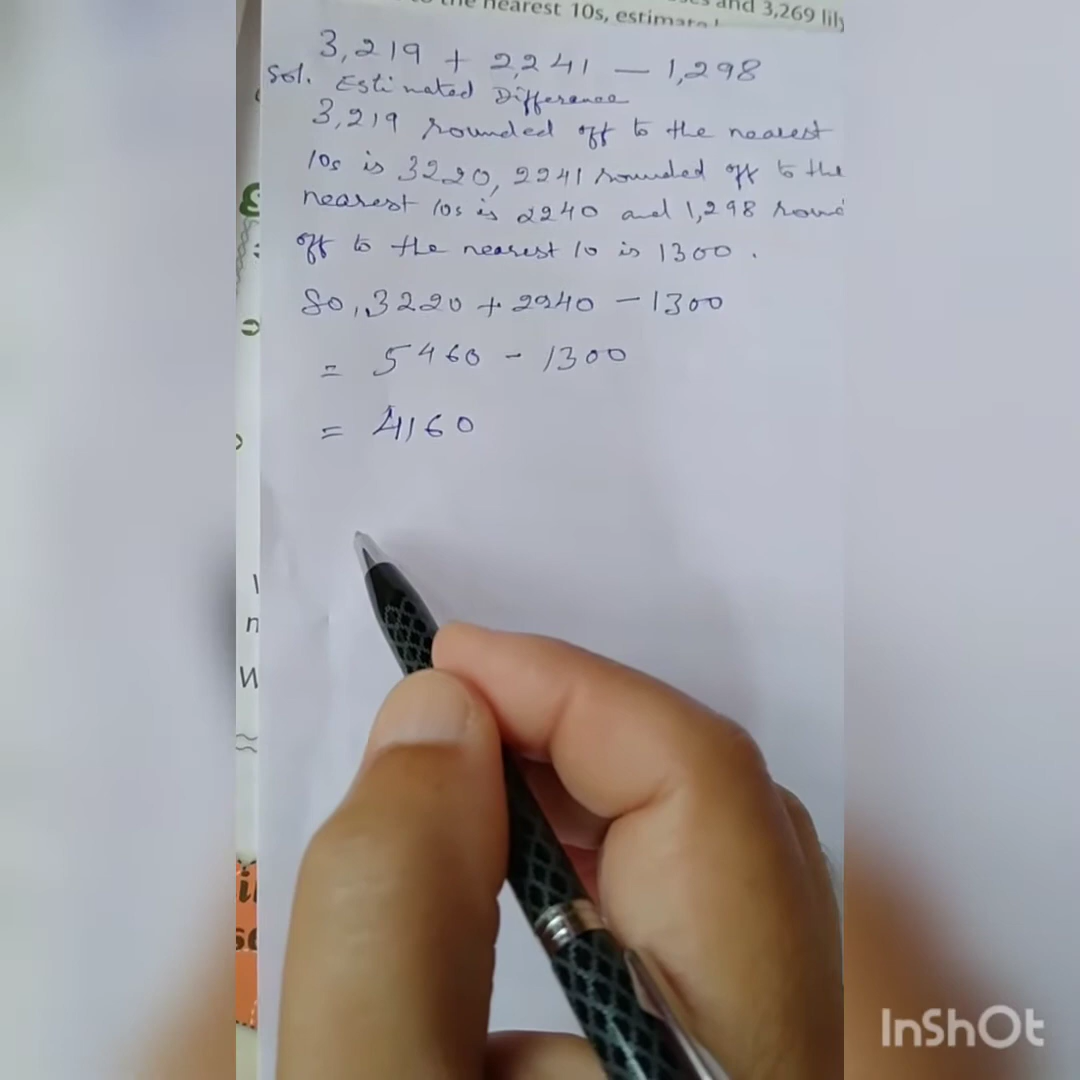 the nearest 10s, estimate
and 3,269 lily
3,219 + 2,241 – 1,298
Sol. Estimated Difference
3,219 rounded off to the nearest
10s is 3220, 2241 rounded off to the
nearest 10s is 2240 and 1,298 roun
off to the nearest 10 is 1300.
So, 3220 + 2240 – 1300
= 5460 - 1300
= 4160
n
W
InShOt